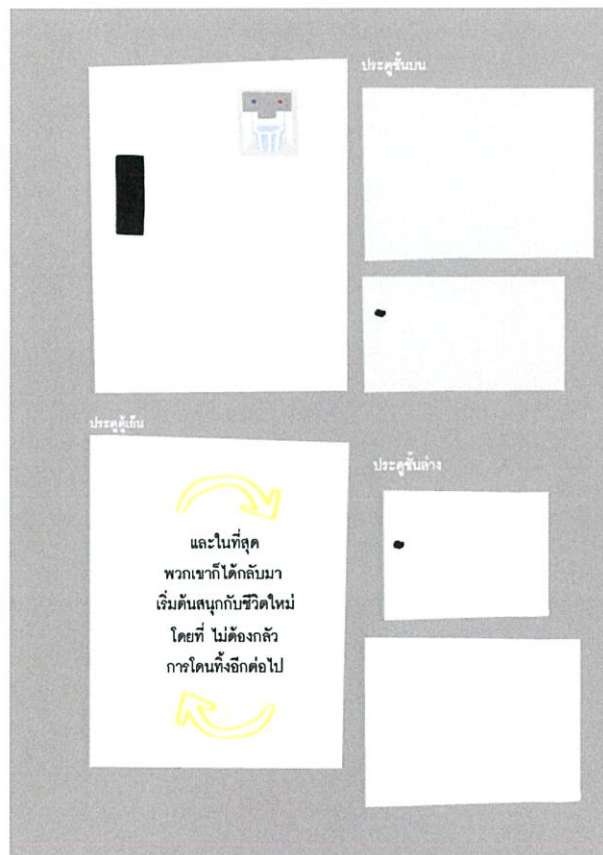 ประตูชั้นบน
ประตูตู้เย็น
ประตูชั้นล่าง
และในที่สุด
พวกเขาก็ได้กลับมา
เริ่มต้นสนุกกับชีวิตใหม่
โดยที่ ไม่ต้องกลัว
การโดนทิ้งอีกต่อไป